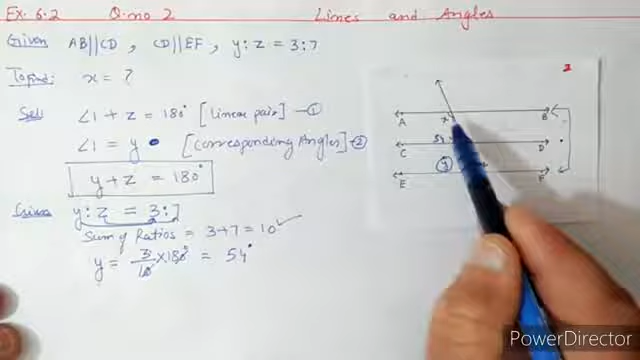 Ex. 6.2 Q.no 2 Lines and Angles
Given AB||CD, CD||EF, y:z = 3:7
To find x = ?
Sol: ∠1 + z = 180° [Linear pair] —①
∠1 = y [Corresponding Angles] ②
y + z = 180°
Given y:z = 3:7
Sum of Ratios = 3+7 = 10 ✓
y = 3/10 × 180° = 54°
A B
C D
E F
x
54
y
PowerDirector